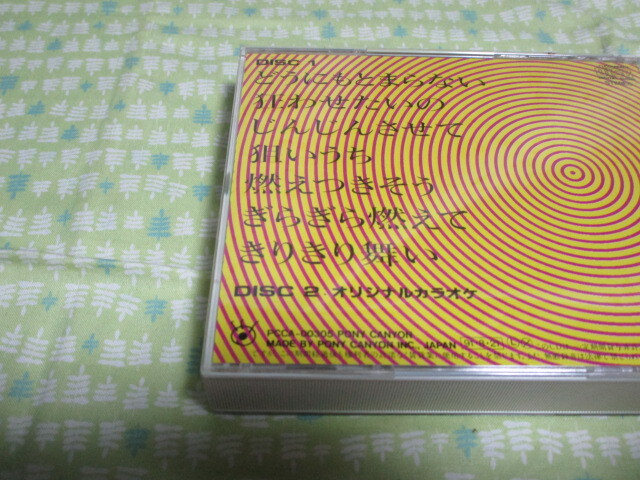 DISC 1
どうにもとまらない
狂わせたいの
じんじんさせて
狙いうち
燃えつきそう
ぎらぎら燃えて
きりきり舞い
DISC 2 オリジナルカラオケ
PCCA-00305 PONY CANYON
MADE BY PONY CANYON INC., JAPAN